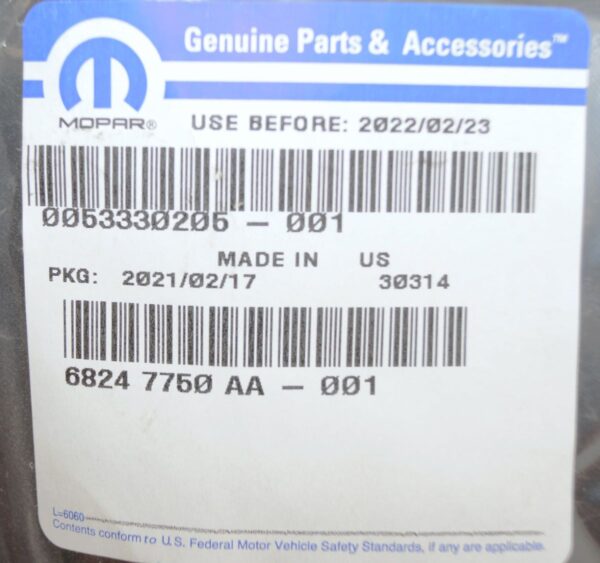 Genuine Parts & Accessories™
MOPAR®
USE BEFORE: 2022/02/23
0053330205 - 001
MADE IN US
PKG: 2021/02/17 30314
6824 7750 AA - 001
L=6060
Contents conform to U.S. Federal Motor Vehicle Safety Standards, if any are applicable.